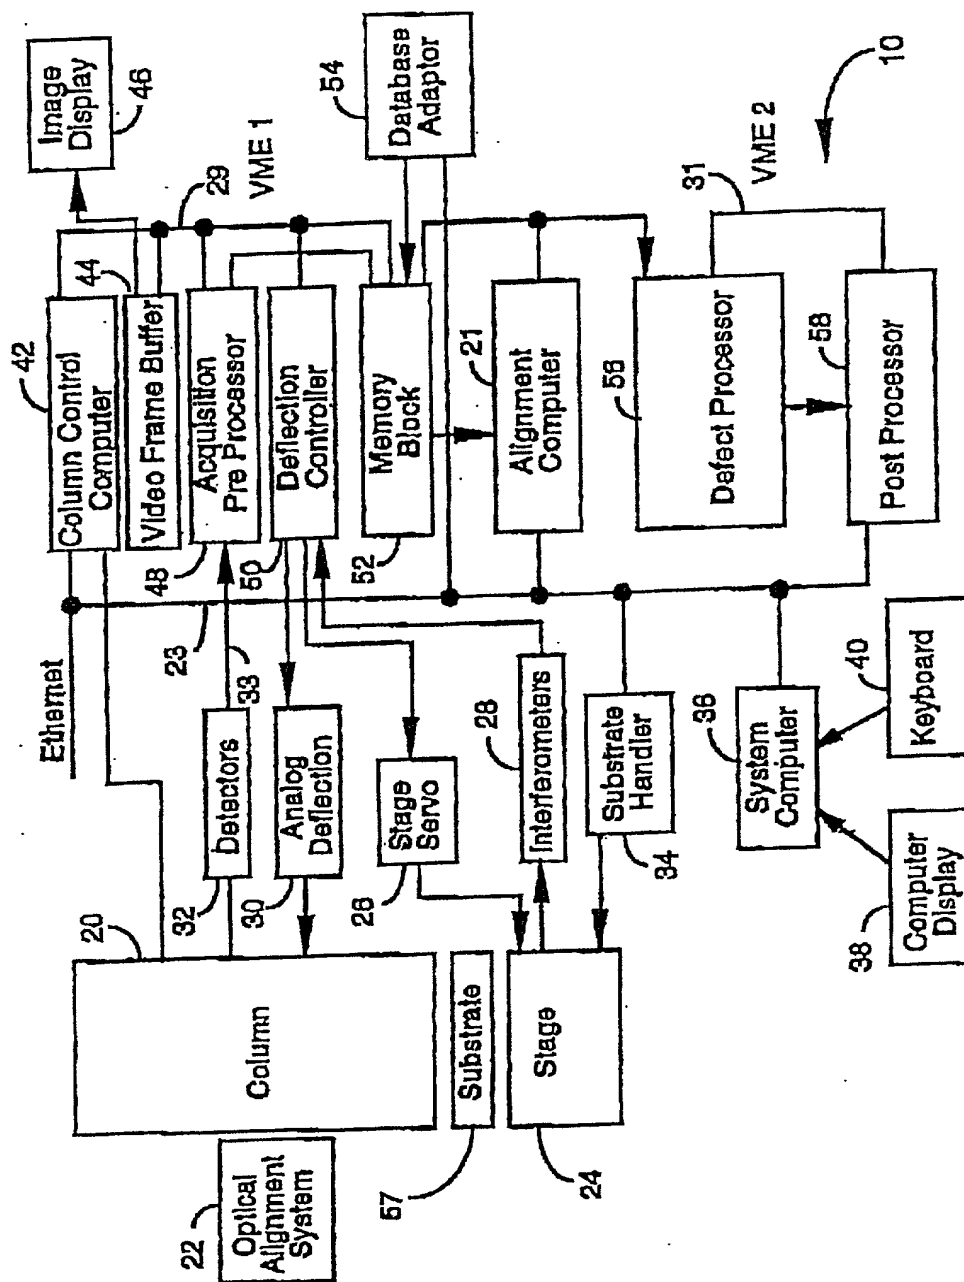 22
Optical
Alignment
System
20
Column
57
Substrate
24
Stage
32
Detectors
33
30
Analog
Deflection
26
Stage
Servo
28
Interferometers
34
Substrate
Handler
38
Computer
Display
36
System
Computer
40
Keyboard
Ethernet
23
42
Column Control
Computer
44
Video Frame Buffer
48
Acquisition
Pre Processor
50
Deflection
Controller
52
Memory
Block
21
Alignment
Computer
56
Defect Processor
58
Post Processor
29
VME 1
31
VME 2
Image
Display
46
54
Database
Adaptor
10